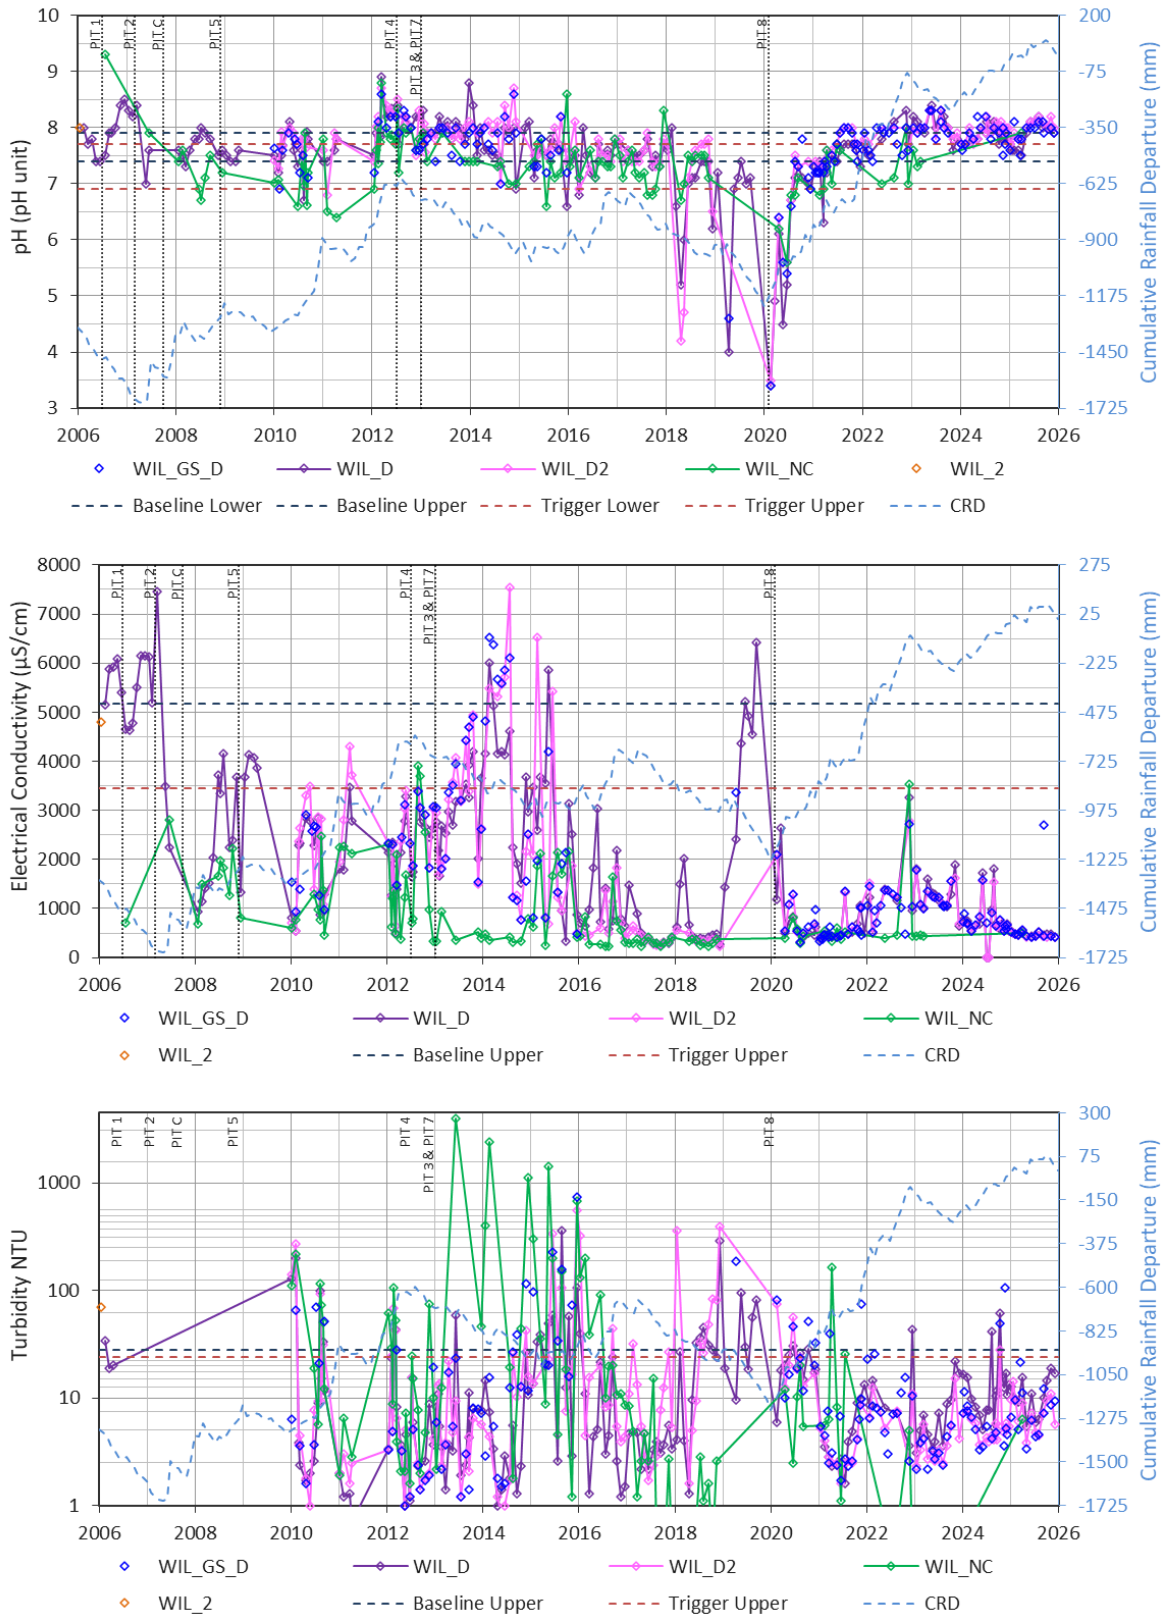 10
9
8
7
6
5
4
3
pH (pH unit)
PIT 1
PIT 2
PIT C
PIT 5
PIT 4
PIT 3 & PIT 7
PIT 8
200
-75
-350
-625
-900
-1175
-1450
-1725
Cumulative Rainfall Departure (mm)
2006 2008 2010 2012 2014 2016 2018 2020 2022 2024 2026
WIL_GS_D WIL_D WIL_D2 WIL_NC WIL_2
Baseline Lower Baseline Upper Trigger Lower Trigger Upper CRD
8000
7000
6000
5000
4000
3000
2000
1000
0
Electrical Conductivity (µS/cm)
PIT 1
PIT 2
PIT C
PIT 5
PIT 4
PIT 3 & PIT 7
PIT 8
275
25
-225
-475
-725
-975
-1225
-1475
-1725
Cumulative Rainfall Departure (mm)
2006 2008 2010 2012 2014 2016 2018 2020 2022 2024 2026
WIL_GS_D WIL_D WIL_D2 WIL_NC
WIL_2 Baseline Upper Trigger Upper CRD
1000
100
10
1
Turbidity NTU
PIT 1
PIT 2
PIT C
PIT 5
PIT 4
PIT 3 & PIT 7
PIT 8
300
75
-150
-375
-600
-825
-1050
-1275
-1500
-1725
Cumulative Rainfall Departure (mm)
2006 2008 2010 2012 2014 2016 2018 2020 2022 2024 2026
WIL_GS_D WIL_D WIL_D2 WIL_NC
WIL_2 Baseline Upper Trigger Upper CRD